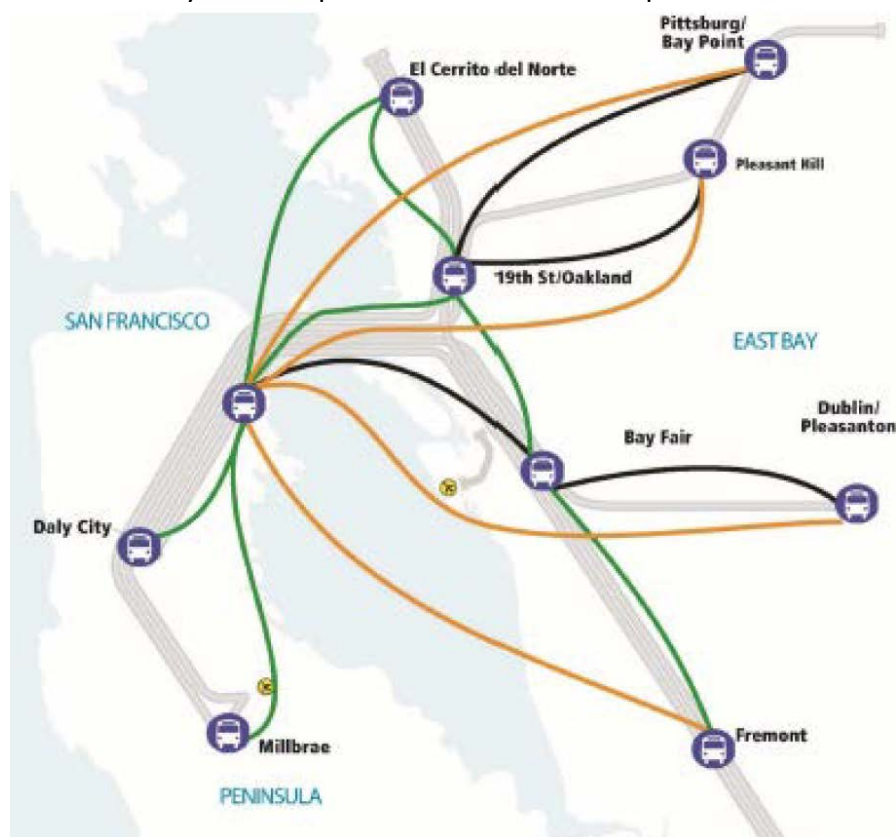 Pittsburg/
Bay Point
El Cerrito del Norte
Pleasant Hill
19th St/Oakland
SAN FRANCISCO
EAST BAY
Dublin/
Pleasanton
Bay Fair
Daly City
Fremont
Millbrae
PENINSULA